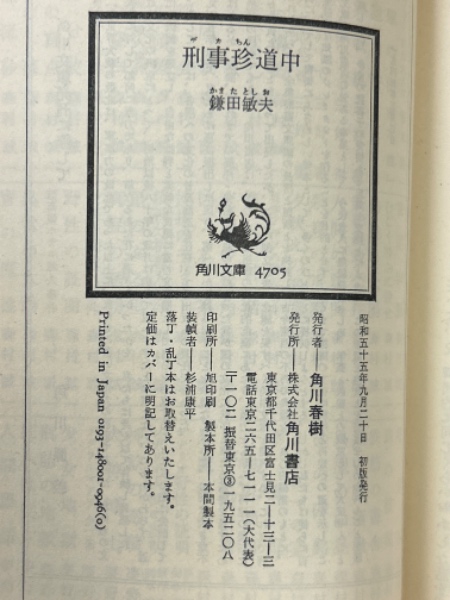 デカちん
刑事珍道中
かまたとしお
鎌田敏夫
角川文庫 4705
昭和五十五年九月二十日 初版発行
発行者―角川春樹
発行所―株式会社角川書店
東京都千代田区富士見二―十三―三
電話東京二六五―七一一一(大代表)
〒一〇二 振替東京③一九五二〇八
印刷所―旭印刷 製本所―本間製本
装幀者―杉浦康平
落丁・乱丁本はお取替えいたします。
定価はカバーに明記してあります。
Printed in Japan 0193-148001-0946(0)